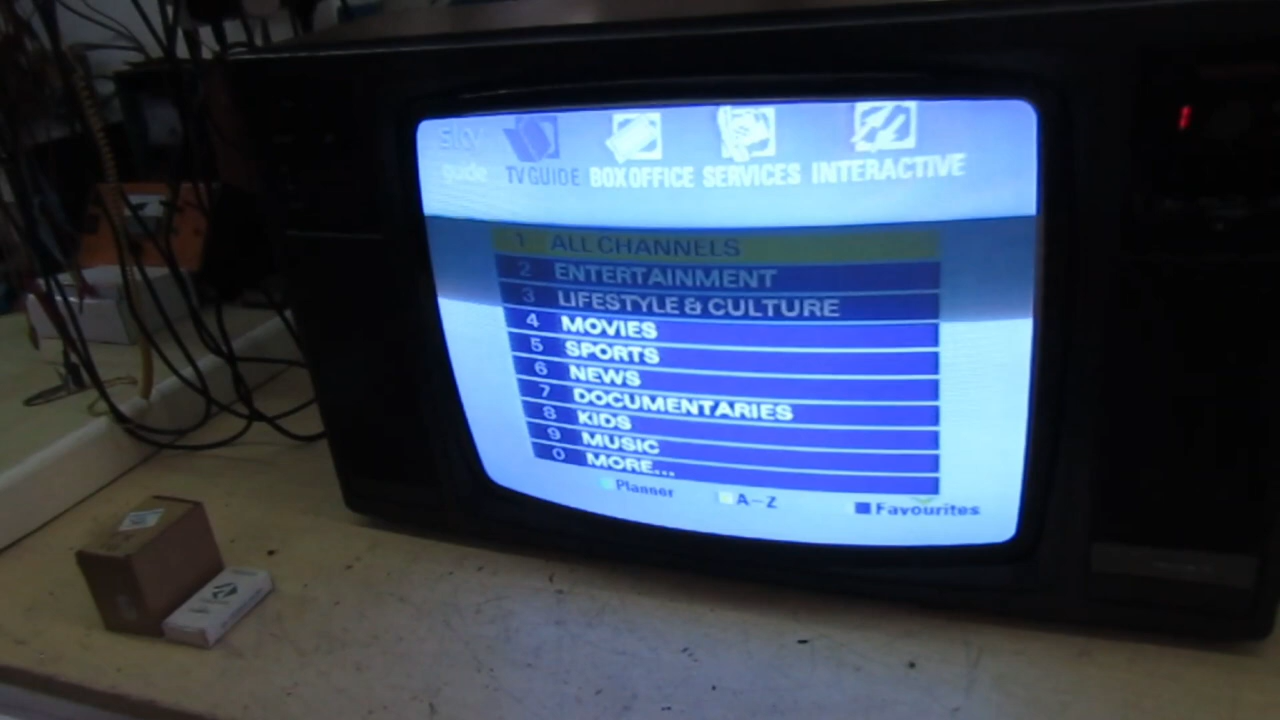 sky
guide
TV GUIDE BOX OFFICE SERVICES INTERACTIVE
1 ALL CHANNELS
2 ENTERTAINMENT
3 LIFESTYLE & CULTURE
4 MOVIES
5 SPORTS
6 NEWS
7 DOCUMENTARIES
8 KIDS
9 MUSIC
0 MORE...
Planner A-Z Favourites
1